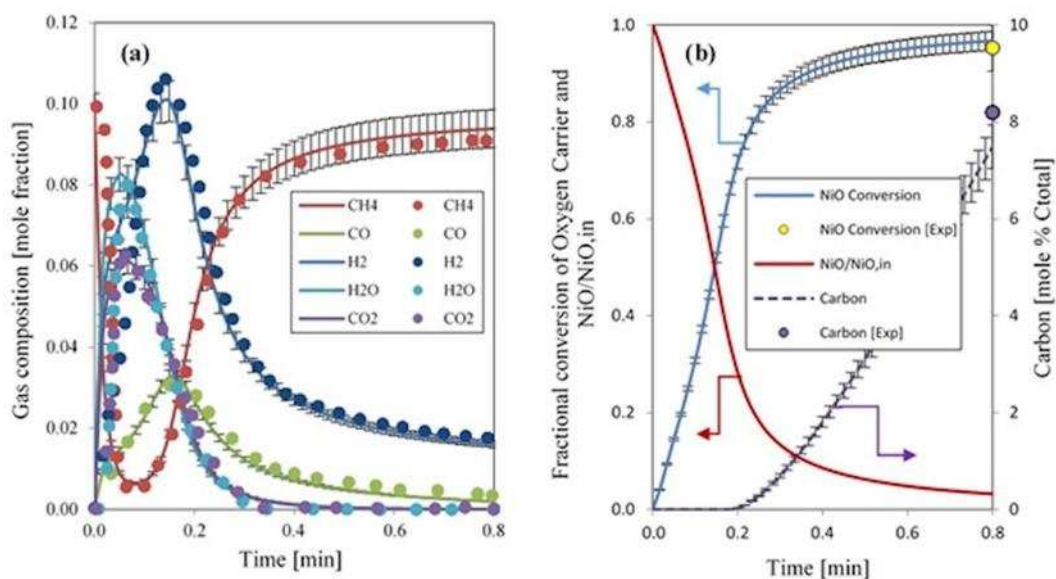 (a)
Gas composition [mole fraction]
0.12
0.10
0.08
0.06
0.04
0.02
0.00
CH4 CH4
CO CO
H2 H2
H2O H2O
CO2 CO2
0.0 0.2 0.4 0.6 0.8
Time [min]
(b)
Fractional conversion of Oxygen Carrier and
NiO/NiO,in
1.0
0.8
0.6
0.4
0.2
0.0
NiO Conversion
NiO Conversion [Exp]
NiO/NiO,in
Carbon
Carbon [Exp]
10
8
6
4
2
0
Carbon [mole % Ctotal]
0.0 0.2 0.4 0.6 0.8
Time [min]